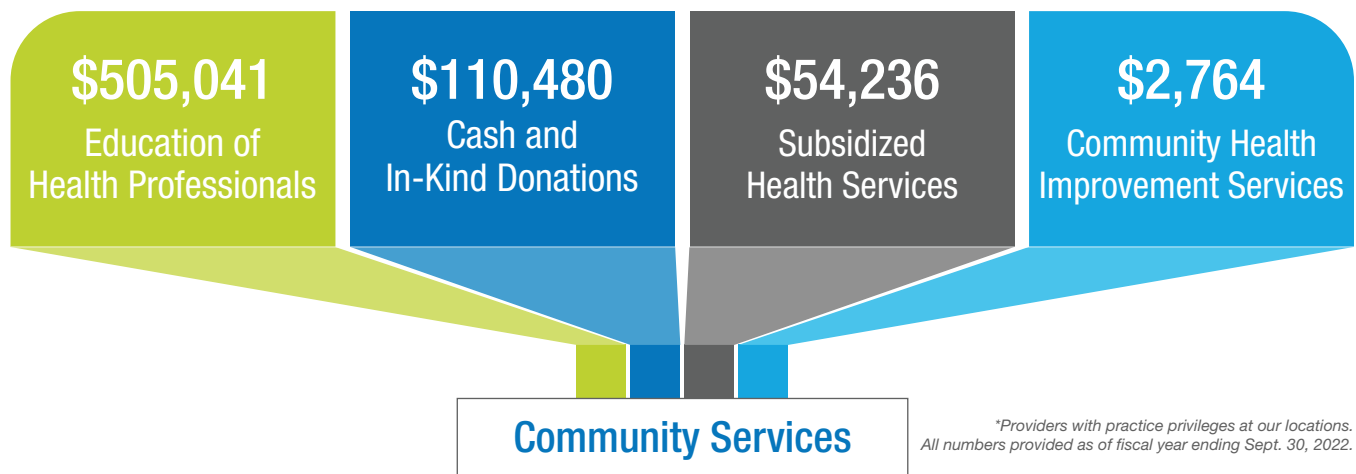 $505,041
Education of
Health Professionals
$110,480
Cash and
In-Kind Donations
$54,236
Subsidized
Health Services
$2,764
Community Health
Improvement Services
Community Services
*Providers with practice privileges at our locations.
All numbers provided as of fiscal year ending Sept. 30, 2022.